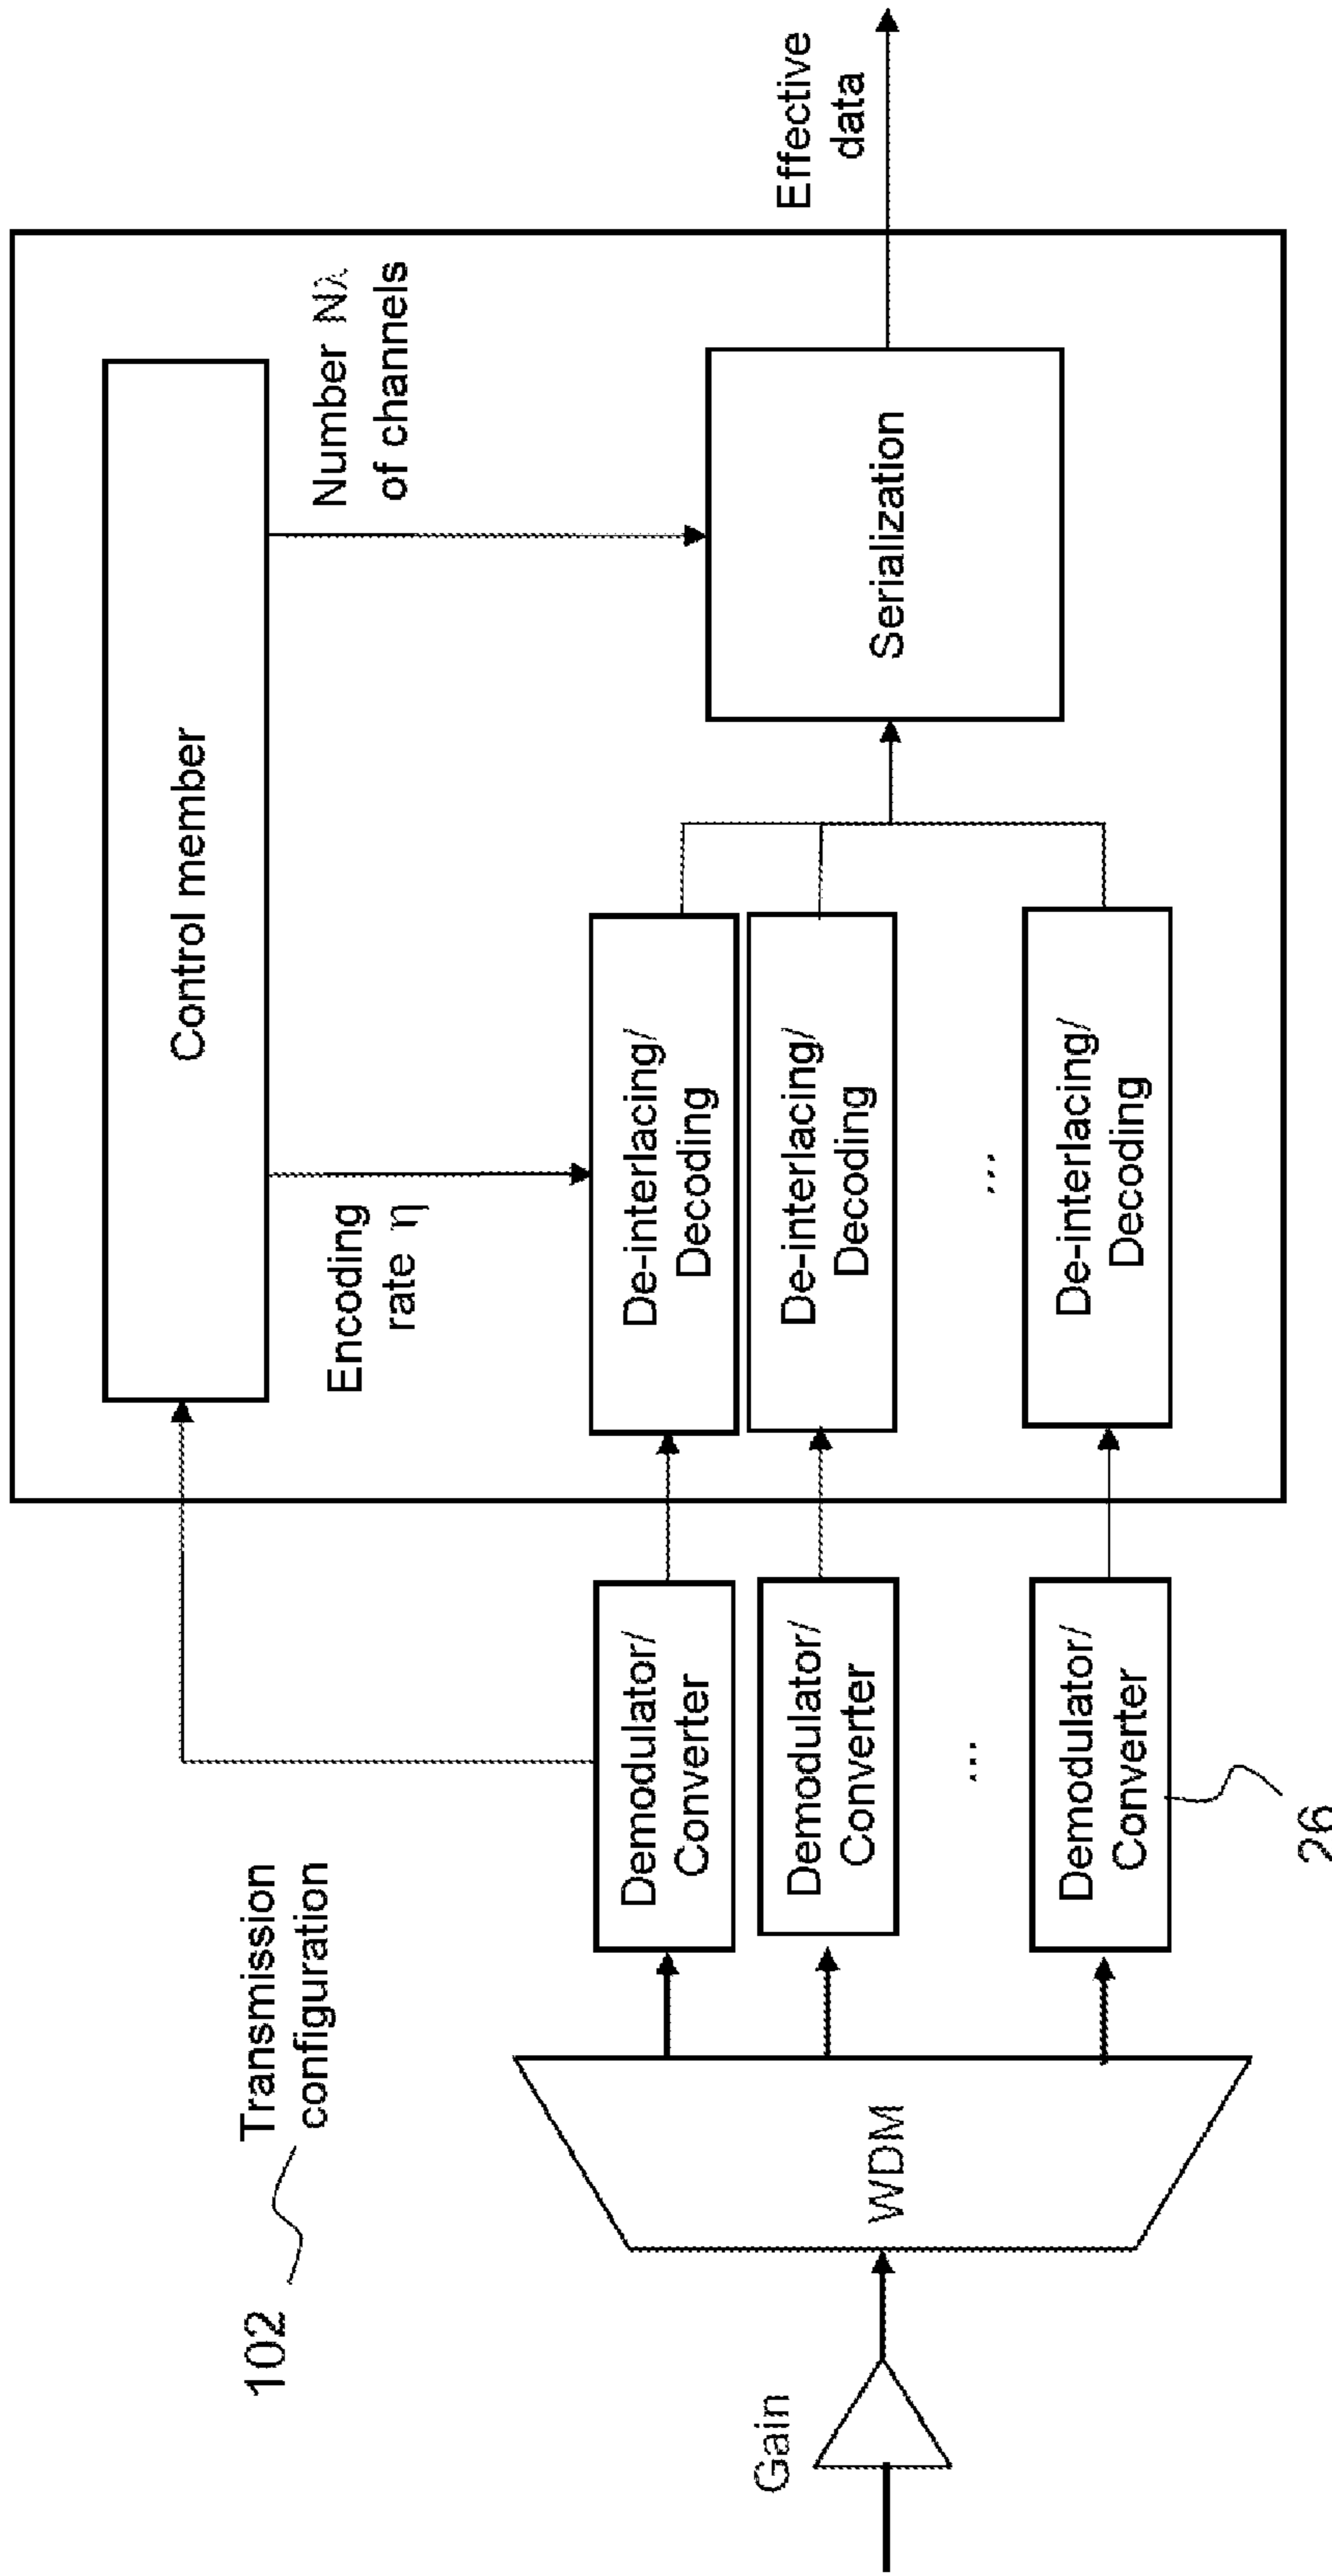 Gain
WDM
102
Transmission
configuration
Demodulator/
Converter
Demodulator/
Converter
...
Demodulator/
Converter
26
Control member
Encoding
rate η
Number Nλ
of channels
De-interlacing/
Decoding
De-interlacing/
Decoding
...
De-interlacing/
Decoding
Serialization
Effective
data